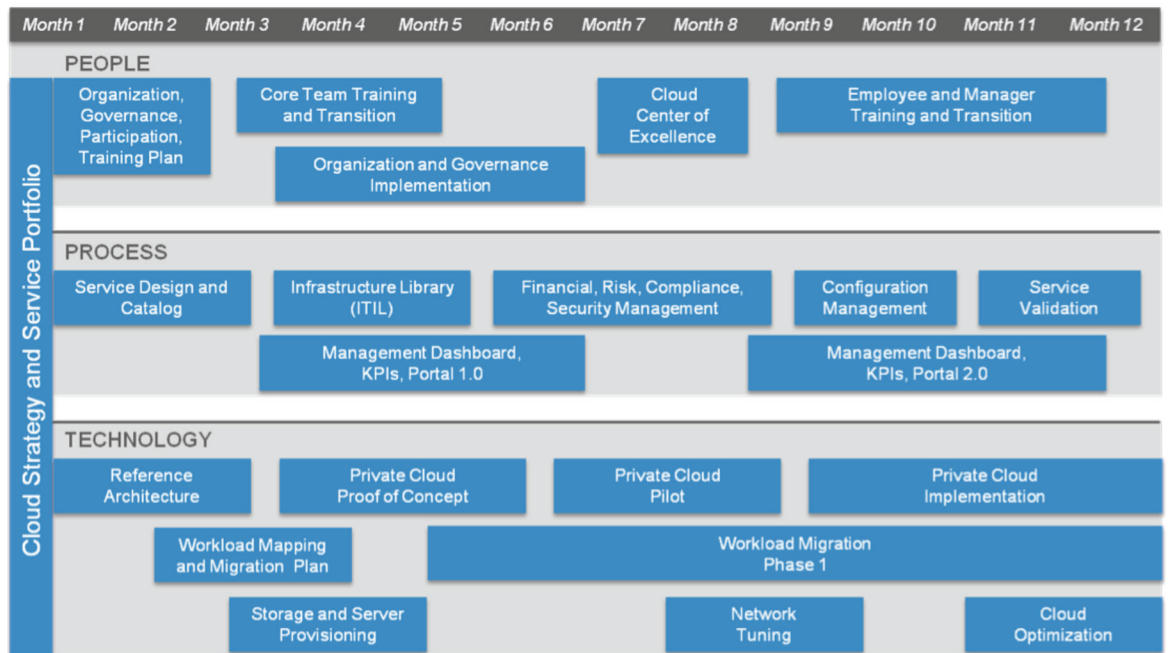 Month 1 Month 2 Month 3 Month 4 Month 5 Month 6 Month 7 Month 8 Month 9 Month 10 Month 11 Month 12
Cloud Strategy and Service Portfolio
PEOPLE
Organization,
Governance,
Participation,
Training Plan
Core Team Training
and Transition
Organization and Governance
Implementation
Cloud
Center of
Excellence
Employee and Manager
Training and Transition
PROCESS
Service Design and
Catalog
Infrastructure Library
(ITIL)
Financial, Risk, Compliance,
Security Management
Configuration
Management
Service
Validation
Management Dashboard,
KPIs, Portal 1.0
Management Dashboard,
KPIs, Portal 2.0
TECHNOLOGY
Reference
Architecture
Private Cloud
Proof of Concept
Private Cloud
Pilot
Private Cloud
Implementation
Workload Mapping
and Migration Plan
Workload Migration
Phase 1
Storage and Server
Provisioning
Network
Tuning
Cloud
Optimization